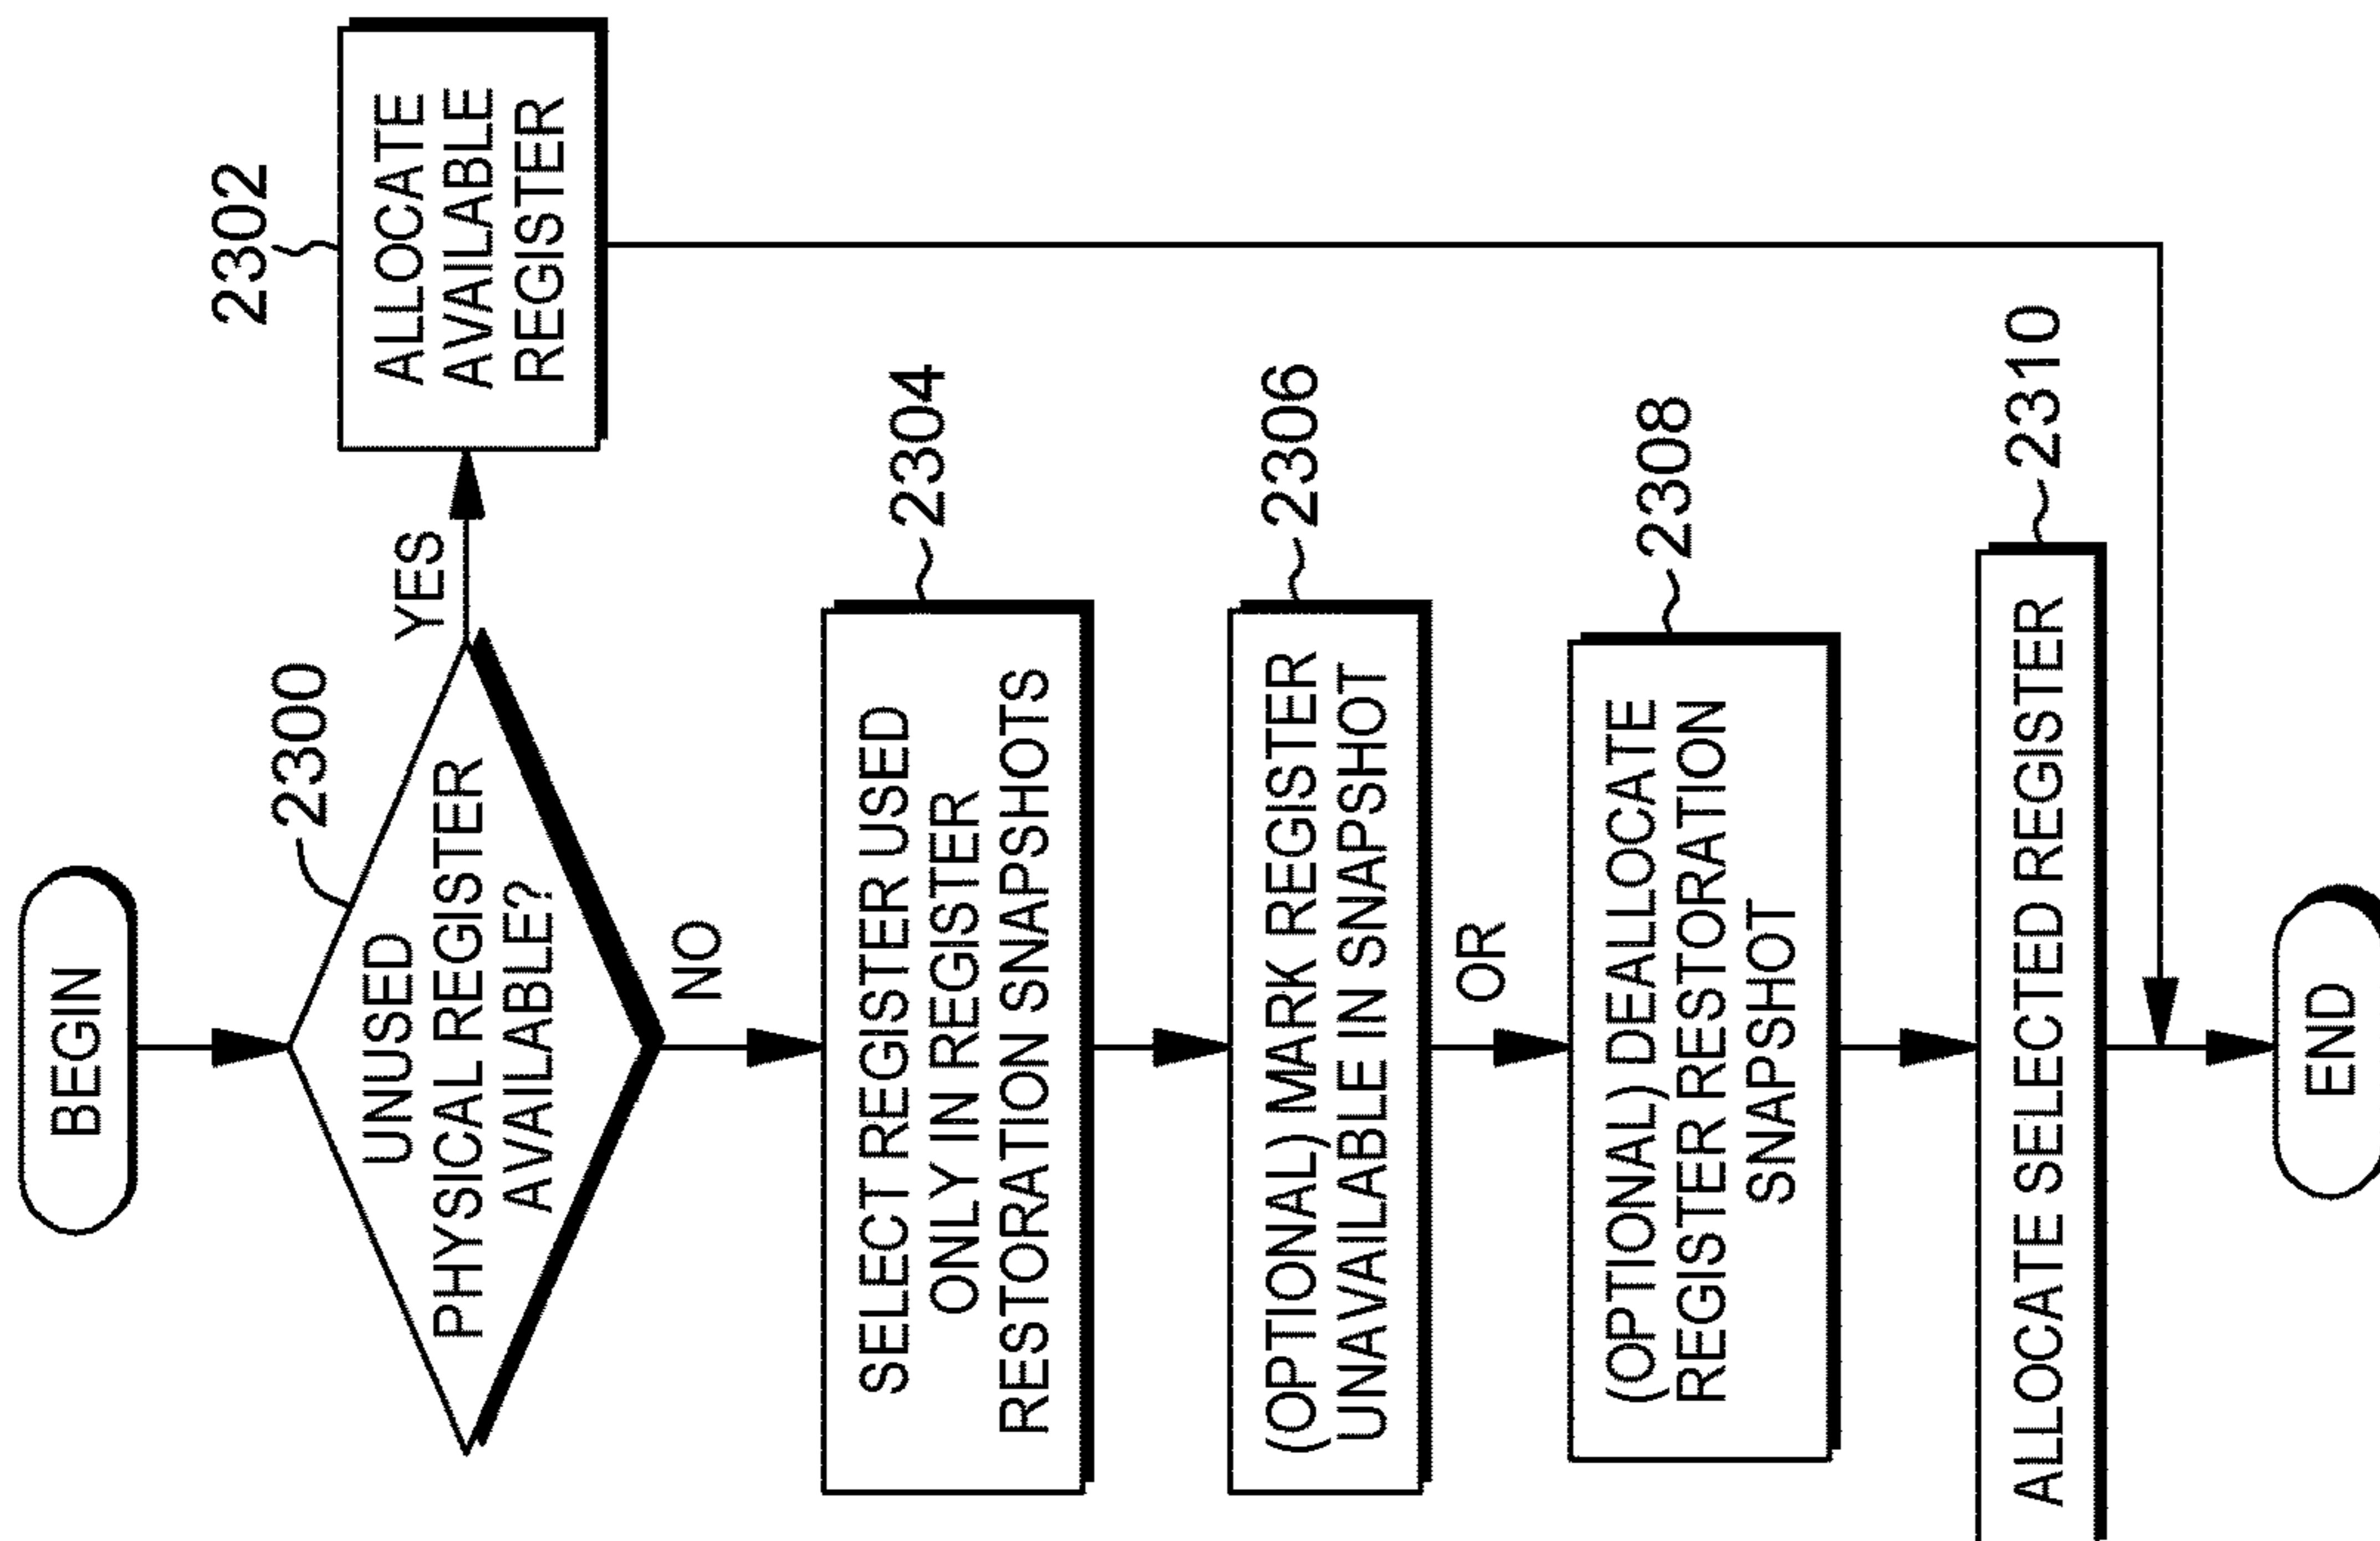 BEGIN
2300
UNUSED
PHYSICAL REGISTER
AVAILABLE?
YES
2302
ALLOCATE
AVAILABLE
REGISTER
NO
2304
SELECT REGISTER USED
ONLY IN REGISTER
RESTORATION SNAPSHOTS
2306
(OPTIONAL) MARK REGISTER
UNAVAILABLE IN SNAPSHOT
OR
2308
(OPTIONAL) DEALLOCATE
REGISTER RESTORATION
SNAPSHOT
2310
ALLOCATE SELECTED REGISTER
END